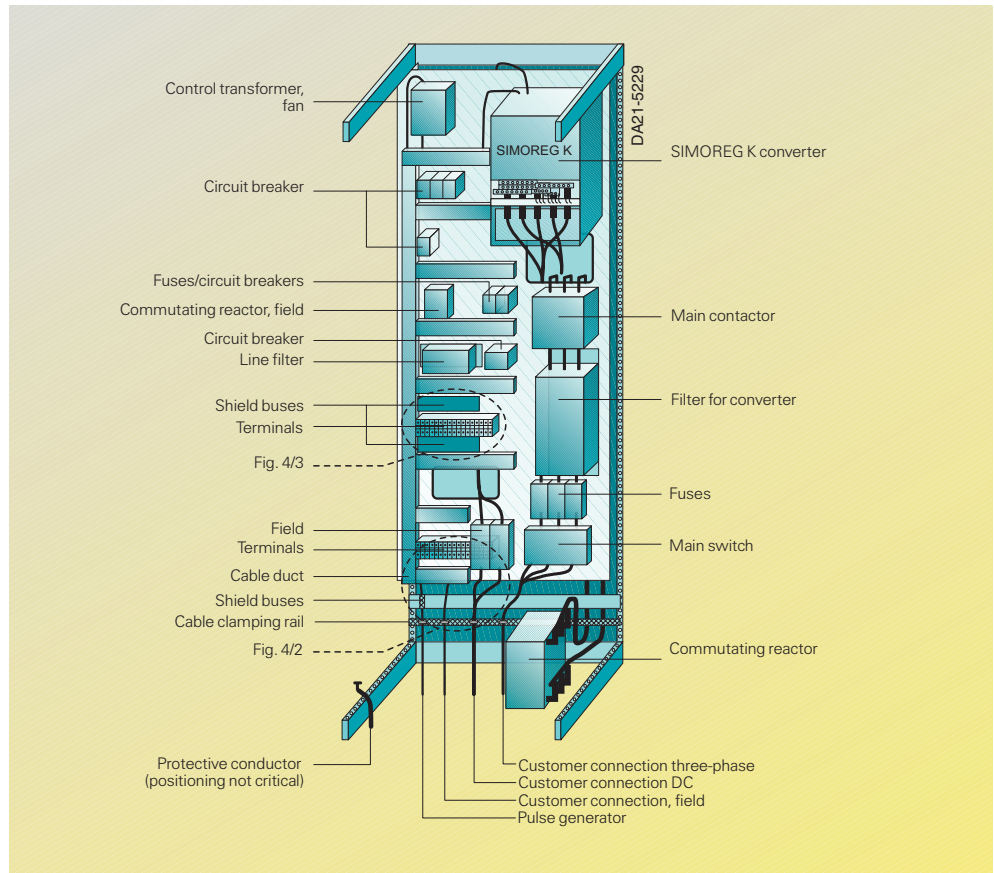 Control transformer,
fan
Circuit breaker
Fuses/circuit breakers
Commutating reactor, field
Circuit breaker
Line filter
Shield buses
Terminals
Fig. 4/3
Field
Terminals
Cable duct
Shield buses
Cable clamping rail
Fig. 4/2
Protective conductor
(positioning not critical)
DA21-5229
SIMOREG K
SIMOREG K converter
Main contactor
Filter for converter
Fuses
Main switch
Commutating reactor
Customer connection three-phase
Customer connection DC
Customer connection, field
Pulse generator